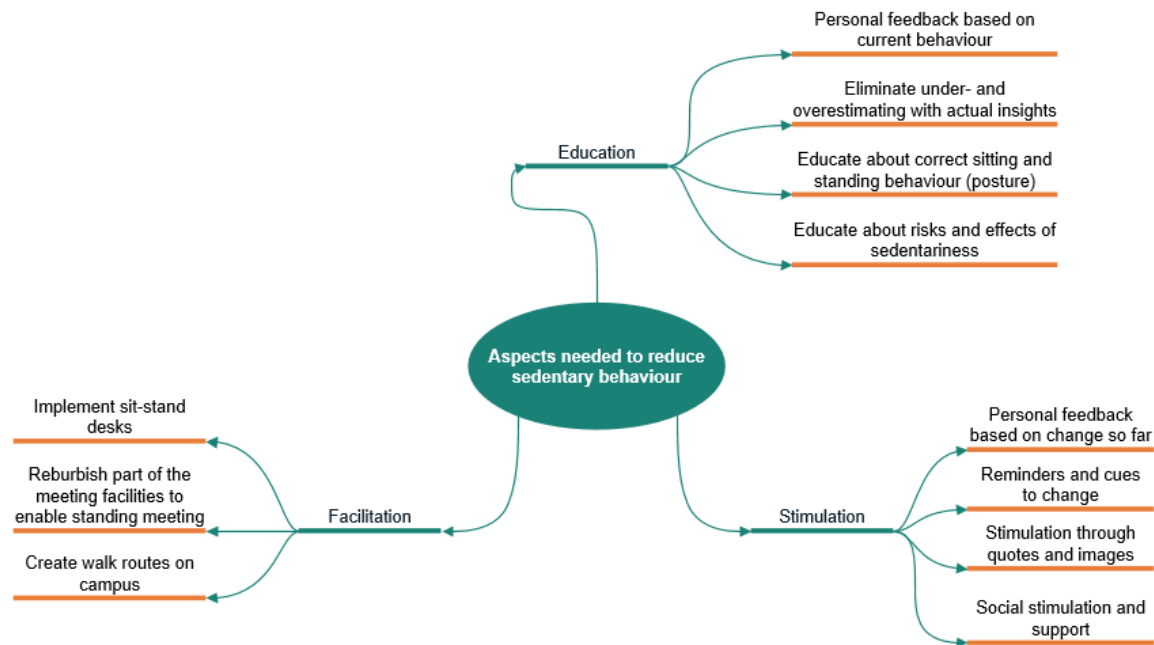 Personal feedback based on
current behaviour
Eliminate under- and
overestimating with actual insights
Education
Educate about correct sitting and
standing behaviour (posture)
Educate about risks and effects of
sedentariness
Aspects needed to reduce
sedentary behaviour
Implement sit-stand
desks
Reburbish part of the
meeting facilities to
enable standing meeting
Facilitation
Create walk routes on
campus
Personal feedback
based on change so far
Reminders and cues
to change
Stimulation
Stimulation through
quotes and images
Social stimulation and
support